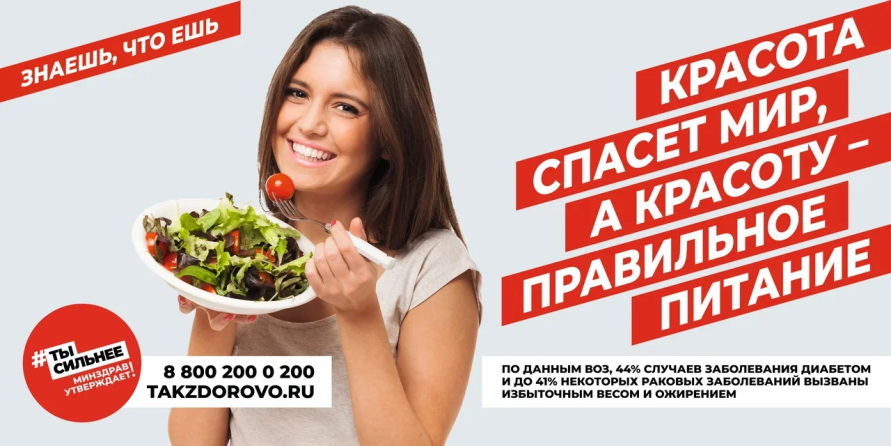 ЗНАЕШЬ, ЧТО ЕШЬ
КРАСОТА
СПАСЕТ МИР,
А КРАСОТУ –
ПРАВИЛЬНОЕ
ПИТАНИЕ
#ТЫ
СИЛЬНЕЕ
МИНЗДРАВ
УТВЕРЖДАЕТ!
8 800 200 0 200
TAKZDOROVO.RU
ПО ДАННЫМ ВОЗ, 44% СЛУЧАЕВ ЗАБОЛЕВАНИЯ ДИАБЕТОМ
И ДО 41% НЕКОТОРЫХ РАКОВЫХ ЗАБОЛЕВАНИЙ ВЫЗВАНЫ
ИЗБЫТОЧНЫМ ВЕСОМ И ОЖИРЕНИЕМ